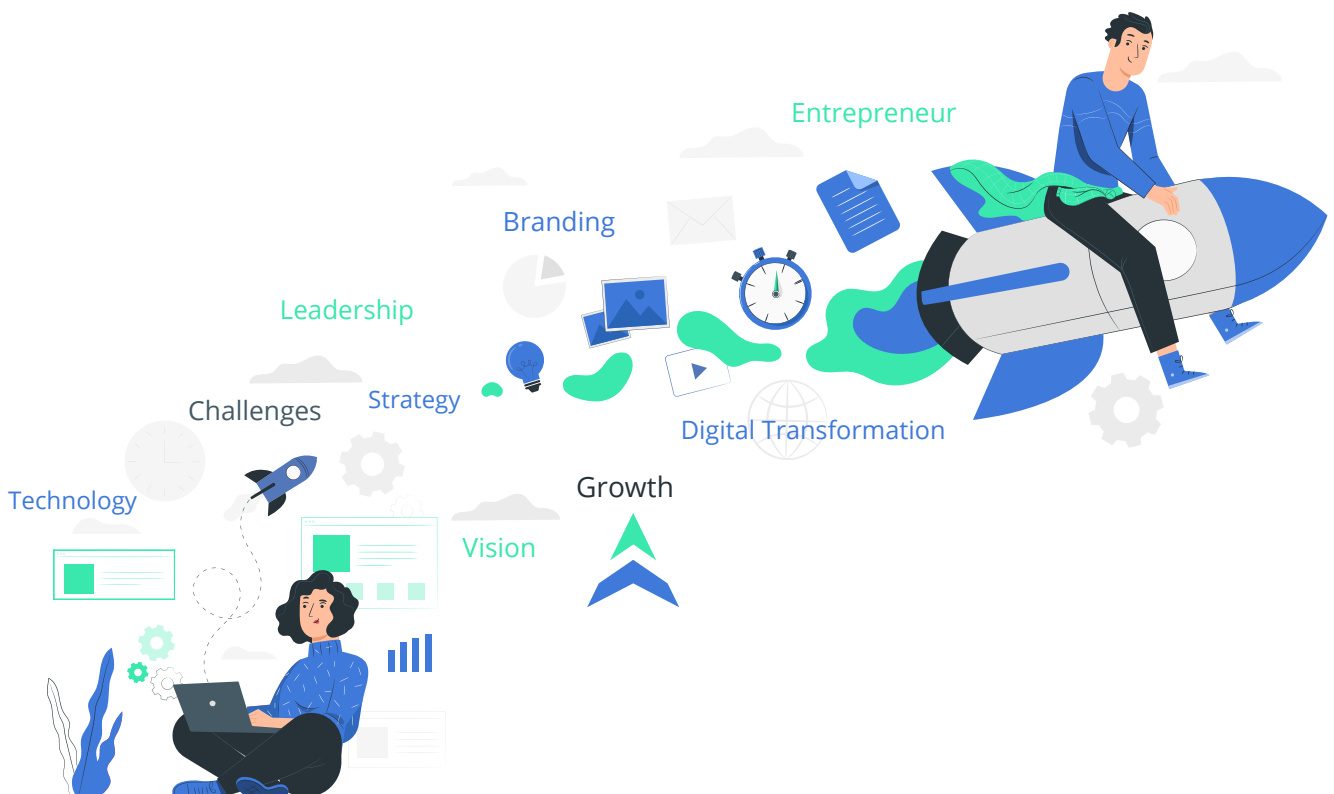 Entrepreneur
Branding
Leadership
Strategy
Challenges
Digital Transformation
Technology
Growth
Vision